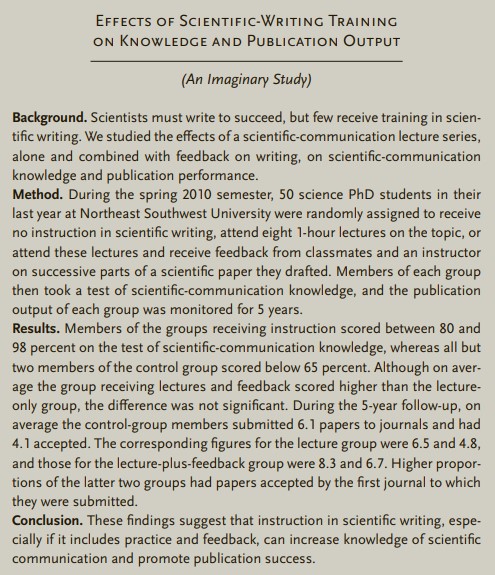 Effects of Scientific-Writing Training
on Knowledge and Publication Output
(An Imaginary Study)
Background. Scientists must write to succeed, but few receive training in scien-
tific writing. We studied the effects of a scientific-communication lecture series,
alone and combined with feedback on writing, on scientific-communication
knowledge and publication performance.
Method. During the spring 2010 semester, 50 science PhD students in their
last year at Northeast Southwest University were randomly assigned to receive
no instruction in scientific writing, attend eight 1-hour lectures on the topic, or
attend these lectures and receive feedback from classmates and an instructor
on successive parts of a scientific paper they drafted. Members of each group
then took a test of scientific-communication knowledge, and the publication
output of each group was monitored for 5 years.
Results. Members of the groups receiving instruction scored between 80 and
98 percent on the test of scientific-communication knowledge, whereas all but
two members of the control group scored below 65 percent. Although on aver-
age the group receiving lectures and feedback scored higher than the lecture-
only group, the difference was not significant. During the 5-year follow-up, on
average the control-group members submitted 6.1 papers to journals and had
4.1 accepted. The corresponding figures for the lecture group were 6.5 and 4.8,
and those for the lecture-plus-feedback group were 8.3 and 6.7. Higher propor-
tions of the latter two groups had papers accepted by the first journal to which
they were submitted.
Conclusion. These findings suggest that instruction in scientific writing, espe-
cially if it includes practice and feedback, can increase knowledge of scientific
communication and promote publication success.